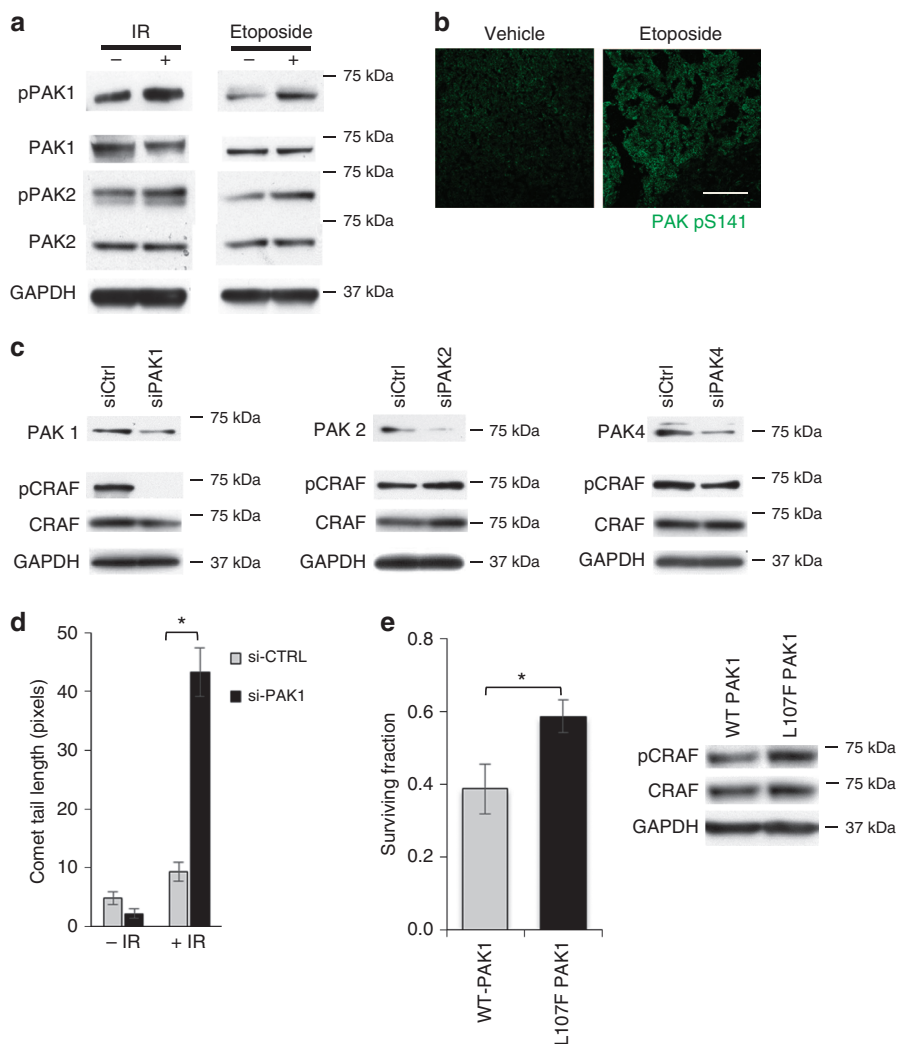 a
IR
Etoposide
– +
– +
75 kDa
pPAK1
75 kDa
PAK1
75 kDa
pPAK2
75 kDa
PAK2
GAPDH
37 kDa
b
Vehicle
Etoposide
PAK pS141
c
siCtrl
siPAK1
75 kDa
PAK 1
pCRAF
75 kDa
CRAF
75 kDa
GAPDH
37 kDa
siCtrl
siPAK2
PAK 2
75 kDa
pCRAF
75 kDa
CRAF
75 kDa
GAPDH
37 kDa
siCtrl
siPAK4
PAK4
75 kDa
pCRAF
75 kDa
CRAF
75 kDa
GAPDH
37 kDa
d
Comet tail length (pixels)
50
40
30
20
10
0
*
si-CTRL
si-PAK1
– IR
+ IR
e
Surviving fraction
0.8
0.6
0.4
0.2
0.0
*
WT-PAK1
L107F PAK1
WT PAK1
L107F PAK1
pCRAF
75 kDa
CRAF
75 kDa
GAPDH
37 kDa